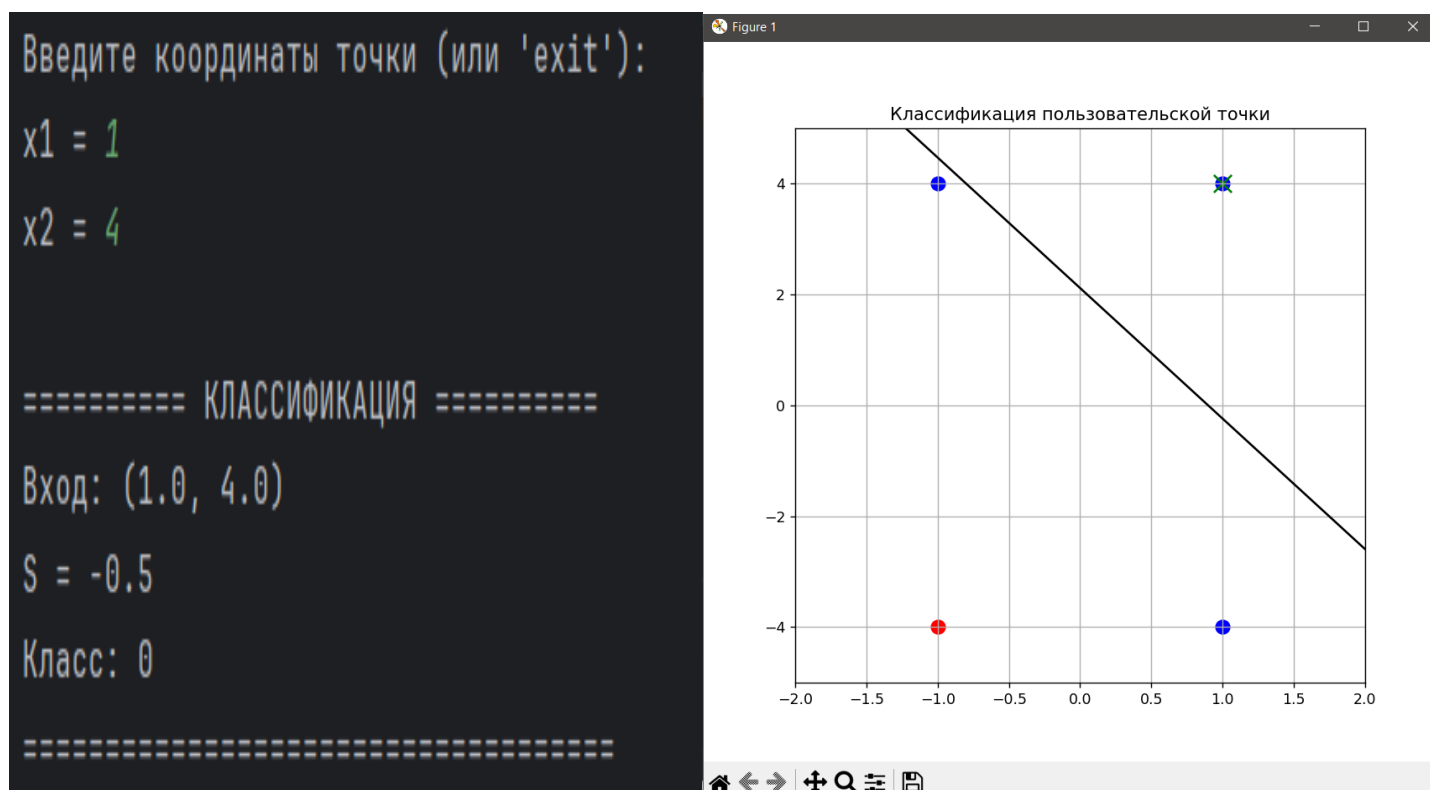 Введите координаты точки (или 'exit'):
x1 = 1
x2 = 4
========== КЛАССИФИКАЦИЯ ==========
Вход: (1.0, 4.0)
S = -0.5
Класс: 0
====================================
Figure 1
Классификация пользовательской точки
4
2
0
−2
−4
−2.0 −1.5 −1.0 −0.5 0.0 0.5 1.0 1.5 2.0